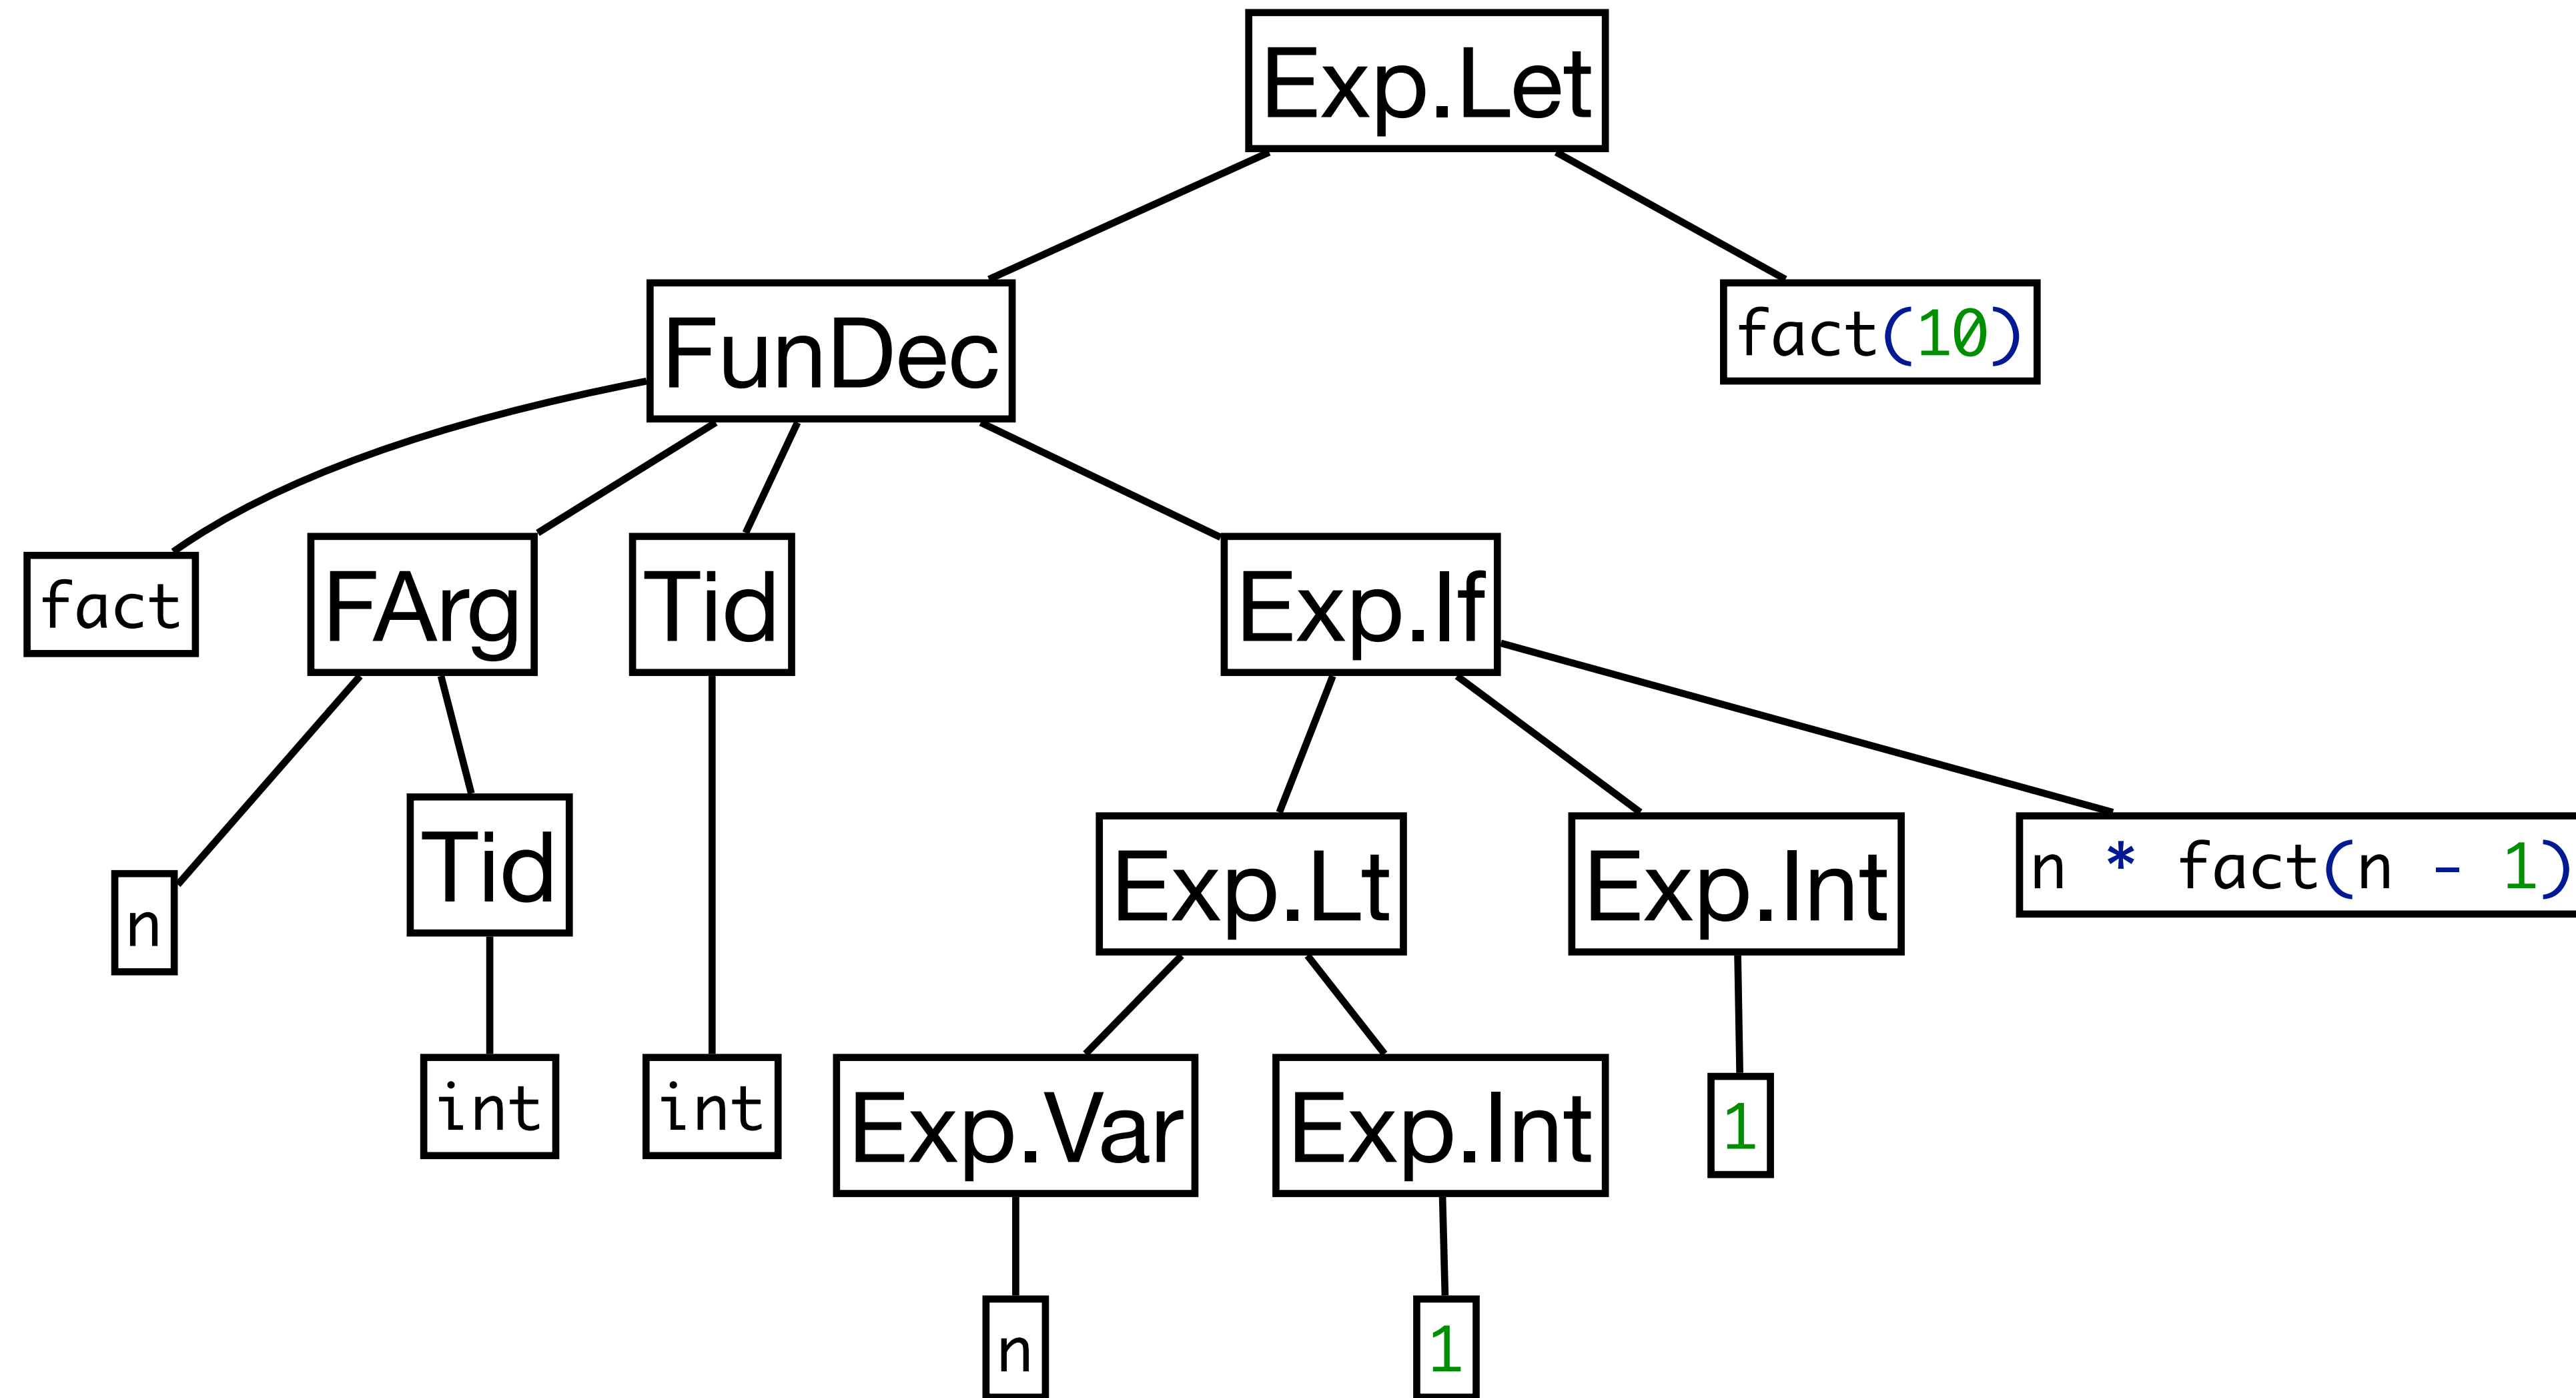 Exp.Let
FunDec
fact(10)
fact
FArg
Tid
Exp.If
n
Tid
Exp.Lt
Exp.Int
n * fact(n - 1)
int
int
Exp.Var
Exp.Int
1
n
1